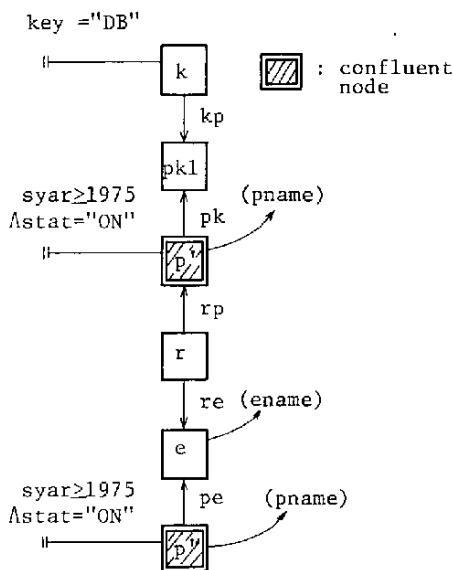 key ="DB"
k
: confluent
node
kp
pk1
(pname)
syar≥1975
∧stat="ON"
pk
p'
rp
r
re
(ename)
e
syar≥1975
∧stat="ON"
pe
(pname)
p"